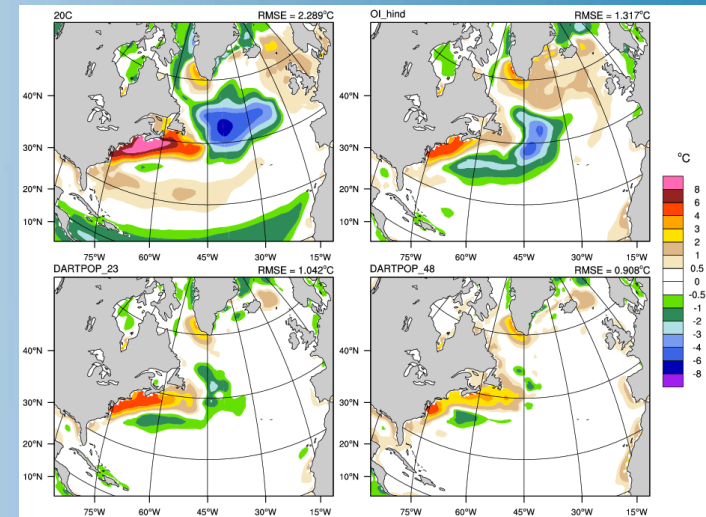 20C RMSE = 2.289°C
OI_hind RMSE = 1.317°C
40°N
30°N
20°N
10°N
75°W 60°W 45°W 30°W 15°W
40°N
30°N
20°N
10°N
75°W 60°W 45°W 30°W 15°W
DARTPOP_23 RMSE = 1.042°C
DARTPOP_48 RMSE = 0.908°C
40°N
30°N
20°N
10°N
75°W 60°W 45°W 30°W 15°W
40°N
30°N
20°N
10°N
75°W 60°W 45°W 30°W 15°W
°C
8
6
5
4
3
2
1
0.5
0
-0.5
-1
-2
-3
-4
-6
-8